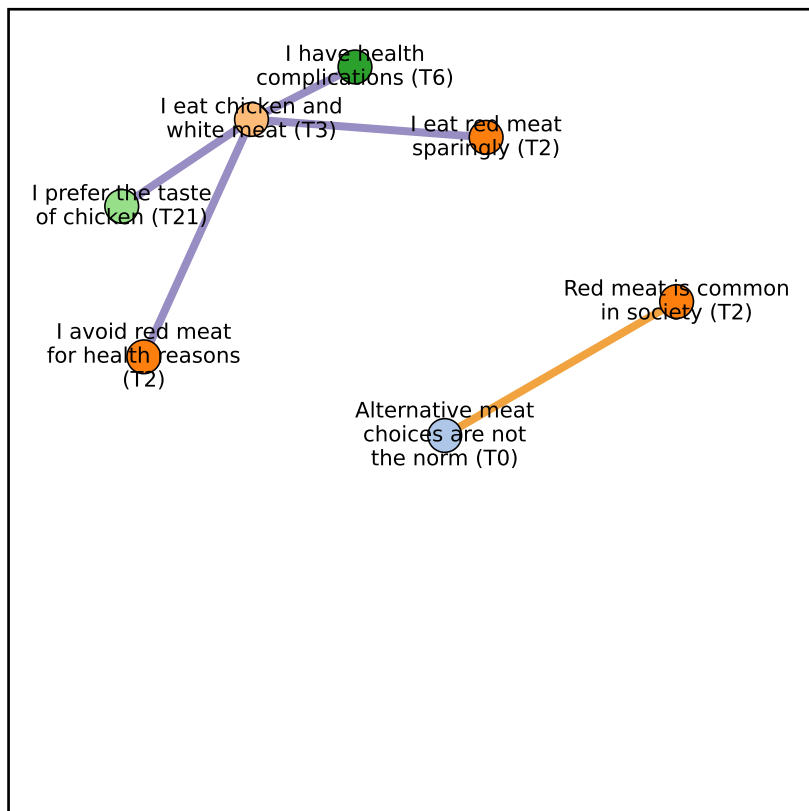 I have health
complications (T6)
I eat chicken and
white meat (T3)
I eat red meat
sparingly (T2)
I prefer the taste
of chicken (T21)
Red meat is common
in society (T2)
I avoid red meat
for health reasons
(T2)
Alternative meat
choices are not
the norm (T0)